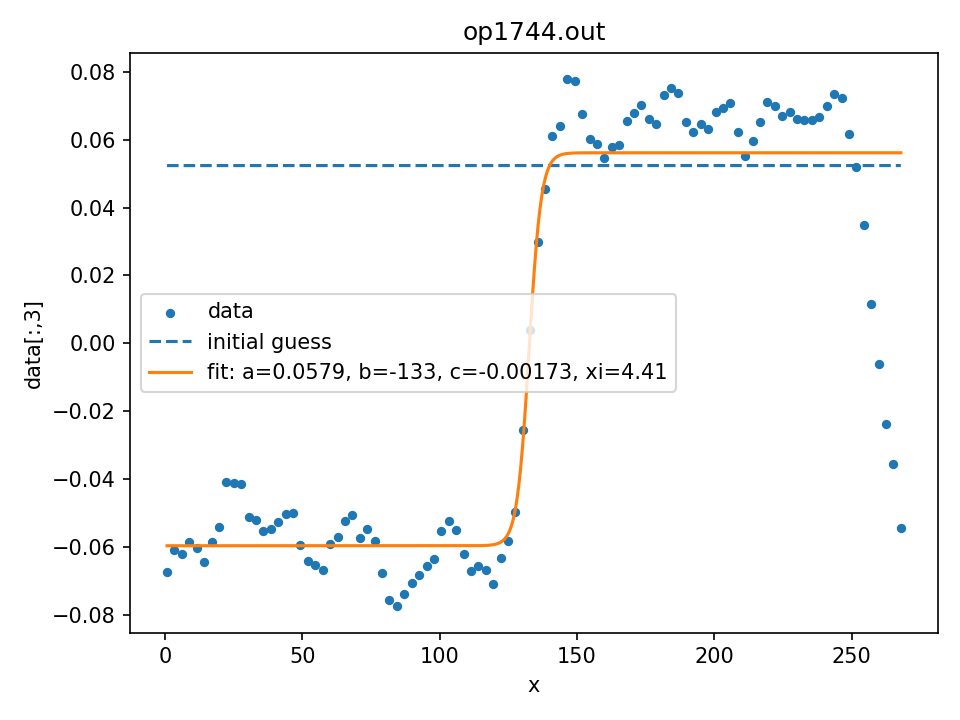 op1744.out
0.08
0.06
0.04
0.02
0.00
−0.02
−0.04
−0.06
−0.08
data[:,3]
data
initial guess
fit: a=0.0579, b=-133, c=-0.00173, xi=4.41
0 50 100 150 200 250
x